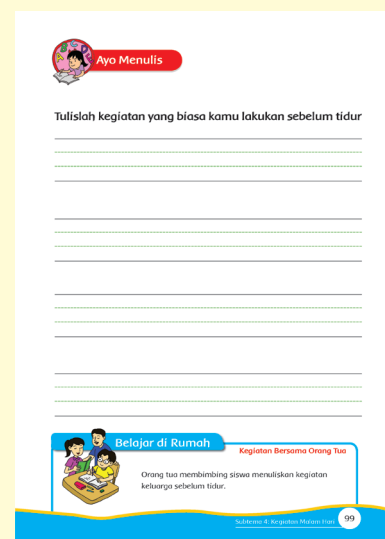 Ayo Menulis
Tulislah kegiatan yang biasa kamu lakukan sebelum tidur
Belajar di Rumah
Kegiatan Bersama Orang Tua
Orang tua membimbing siswa menuliskan kegiatan
keluarga sebelum tidur.
Subtema 4: Kegiatan Malam Hari
99